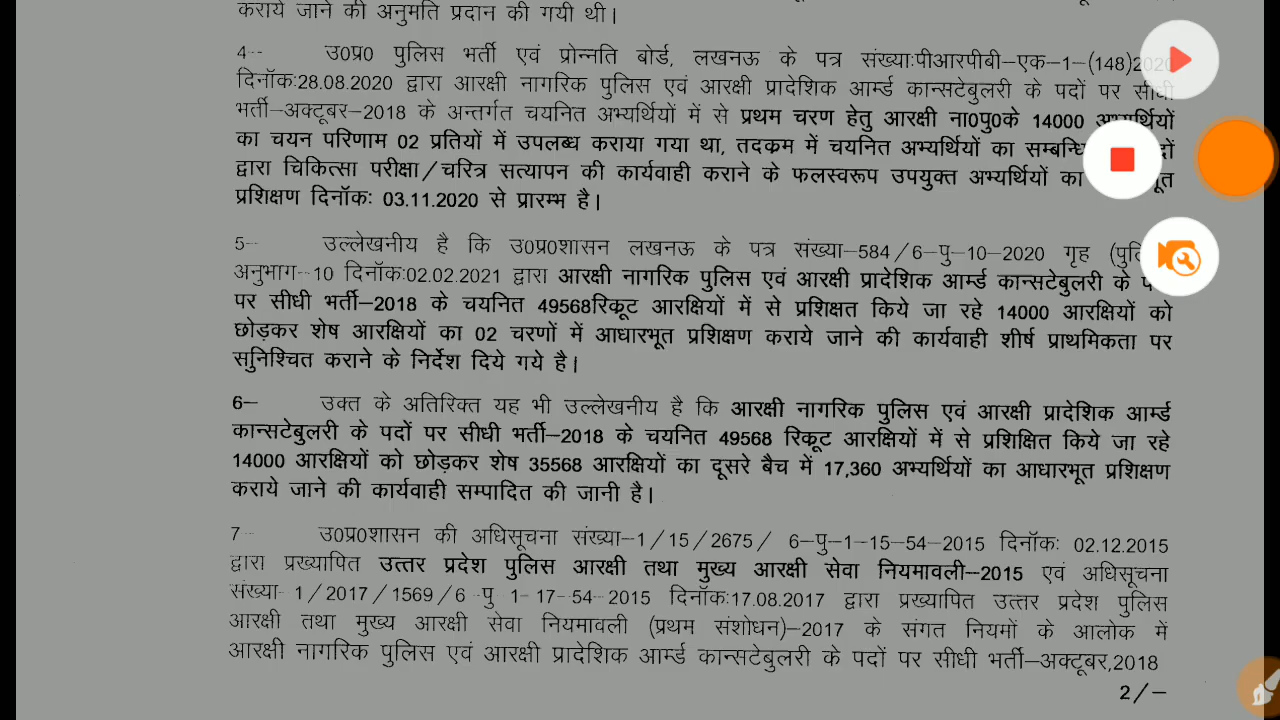 कराये जाने की अनुमति प्रदान की गयी थी।
4-- उ0प्र0 पुलिस भर्ती एवं प्रोन्नति बोर्ड, लखनऊ के पत्र संख्या:पीआरपीबी–एक–1–(148)2020
दिनॉक:28.08.2020 द्वारा आरक्षी नागरिक पुलिस एवं आरक्षी प्रादेशिक आर्म्ड कान्सटेबुलरी के पदों पर सीधी
भर्ती–अक्टूबर–2018 के अन्तर्गत चयनित अभ्यर्थियों में से प्रथम चरण हेतु आरक्षी ना0पु0के 14000 अभ्यर्थियों
का चयन परिणाम 02 प्रतियों में उपलब्ध कराया गया था, तदक्रम में चयनित अभ्यर्थियों का
द्वारा चिकित्सा परीक्षा/चरित्र सत्यापन की कार्यवाही कराने के फलस्वरूप उपयुक्त अभ्यर्थियों का
प्रशिक्षण दिनॉकः 03.11.2020 से प्रारम्भ है।
5-- उल्लेखनीय है कि उ0प्र0शासन लखनऊ के पत्र संख्या–584/6–पु–10–2020 गृह
अनुभाग–10 दिनॉक:02.02.2021 द्वारा आरक्षी नागरिक पुलिस एवं आरक्षी प्रादेशिक आर्म्ड कान्सटेबुलरी के
पर सीधी भर्ती–2018 के चयनित 49568रिकूट आरक्षियों में से प्रशिक्षत किये जा रहे 14000 आरक्षियों को
छोड़कर शेष आरक्षियों का 02 चरणों में आधारभूत प्रशिक्षण कराये जाने की कार्यवाही शीर्ष प्राथमिकता पर
सुनिश्चित कराने के निर्देश दिये गये है।
6– उक्त के अतिरिक्त यह भी उल्लेखनीय है कि आरक्षी नागरिक पुलिस एवं आरक्षी प्रादेशिक आर्म्ड
कान्सटेबुलरी के पदों पर सीधी भर्ती–2018 के चयनित 49568 रिकूट आरक्षियों में से प्रशिक्षित किये जा रहे
14000 आरक्षियों को छोड़कर शेष 35568 आरक्षियों का दूसरे बैच में 17,360 अभ्यर्थियों का आधारभूत प्रशिक्षण
कराये जाने की कार्यवाही सम्पादित की जानी है।
7– उ0प्र0शासन की अधिसूचना संख्या–1/15/2675/ 6–पु–1–15–54–2015 दिनॉकः 02.12.2015
द्वारा प्रख्यापित उत्तर प्रदेश पुलिस आरक्षी तथा मुख्य आरक्षी सेवा नियमावली–2015 एवं अधिसूचना
संख्या– 1/2017/1569/6 –पु 1–17–54–2015 दिनॉक:17.08.2017 द्वारा प्रख्यापित उत्तर प्रदेश पुलिस
आरक्षी तथा मुख्य आरक्षी सेवा नियमावली (प्रथम संशोधन)–2017 के संगत नियमों के आलोक में
आरक्षी नागरिक पुलिस एवं आरक्षी प्रादेशिक आर्म्ड कान्सटेबुलरी के पदों पर सीधी भर्ती–अक्टूबर,2018
2/–